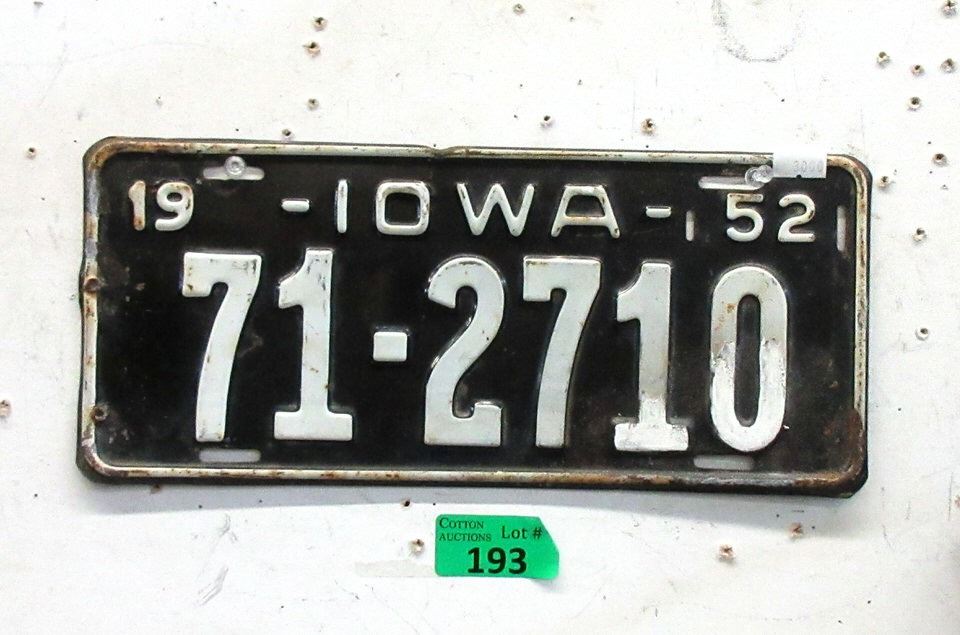 19 - IOWA - 52
71-2710
COTTON AUCTIONS Lot #
193